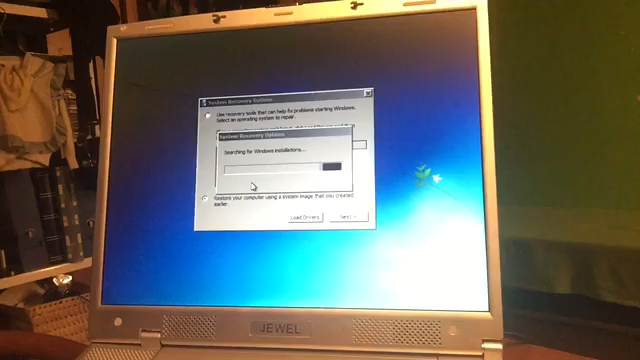 System Recovery Options
Use recovery tools that can help fix problems starting Windows.
Select an operating system to repair.
System Recovery Options
Searching for Windows installations...
Restore your computer using a system image that you created
earlier.
Load Drivers
Next >
JEWEL